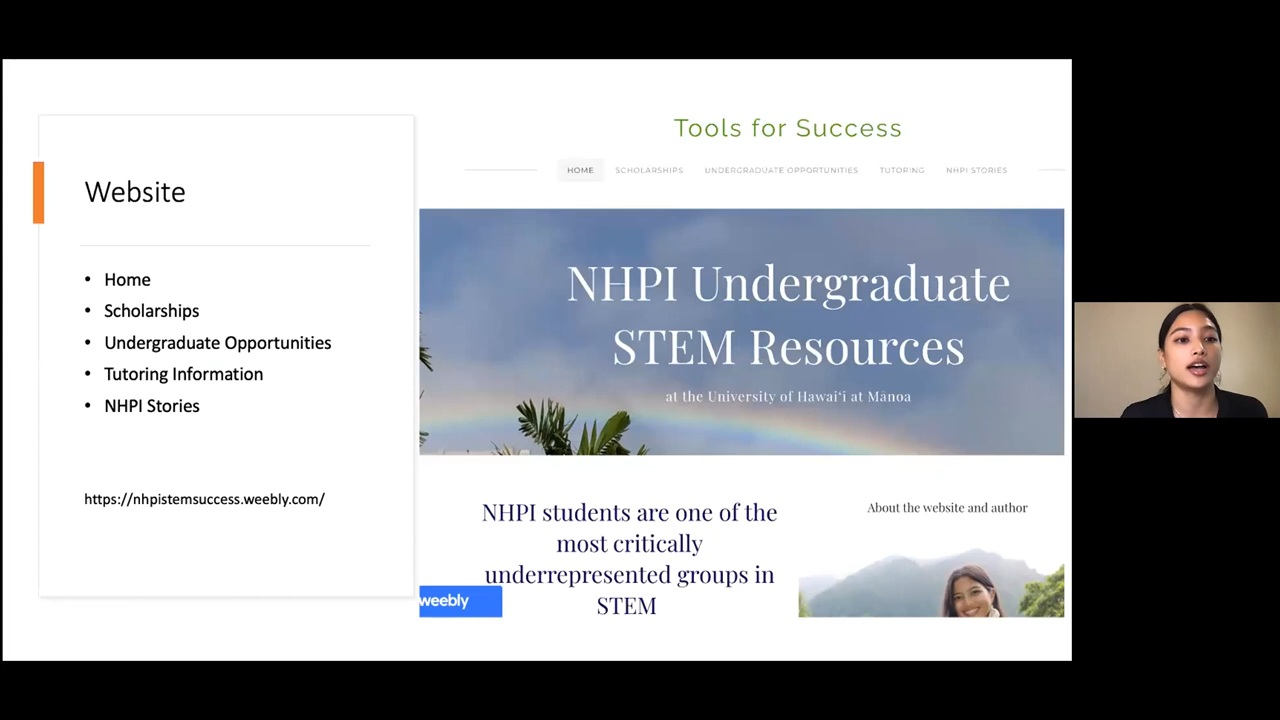 Website
• Home
• Scholarships
• Undergraduate Opportunities
• Tutoring Information
• NHPI Stories
https://nhpistemsuccess.weebly.com/
Tools for Success
HOME SCHOLARSHIPS UNDERGRADUATE OPPORTUNITIES TUTORING NHPI STORIES
NHPI Undergraduate
STEM Resources
at the University of Hawaiʻi at Mānoa
NHPI students are one of the
most critically
underrepresented groups in
STEM
weebly
About the website and author